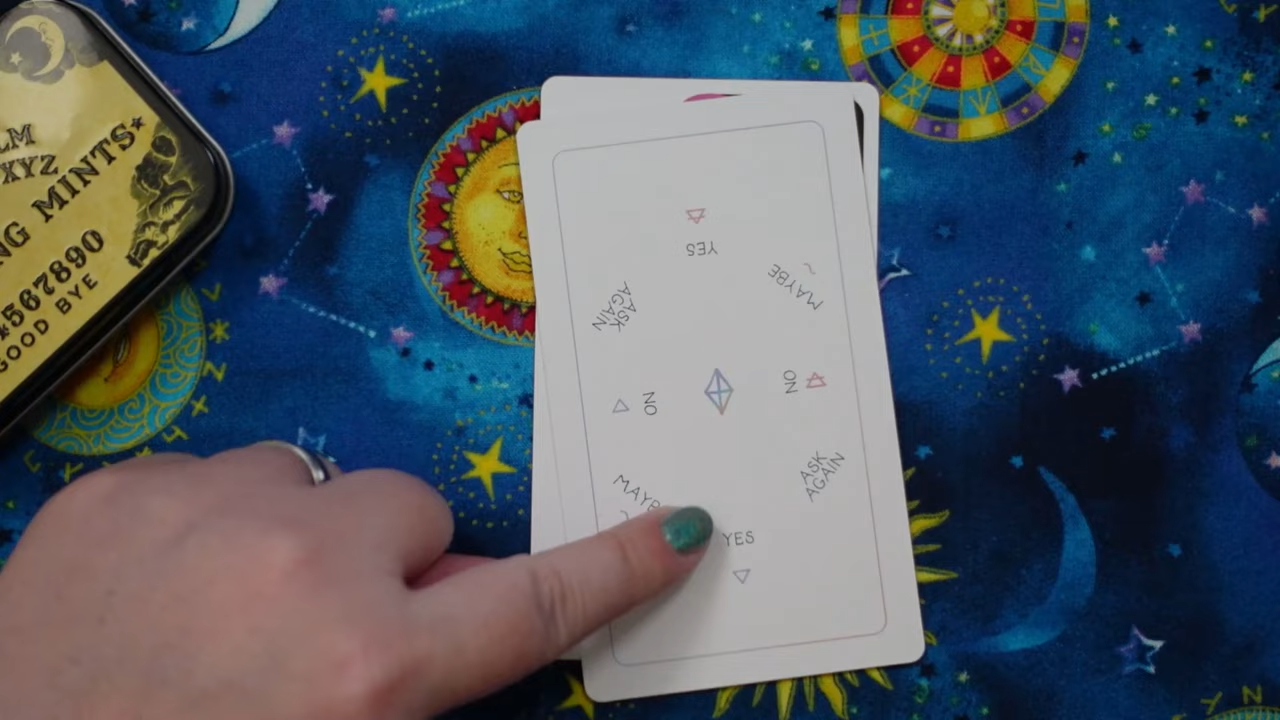 LM
XYZ
NG MINTS
567890
GOOD BYE
YES
MAYBE
ASK
AGAIN
NO
NO
ASK
AGAIN
YES